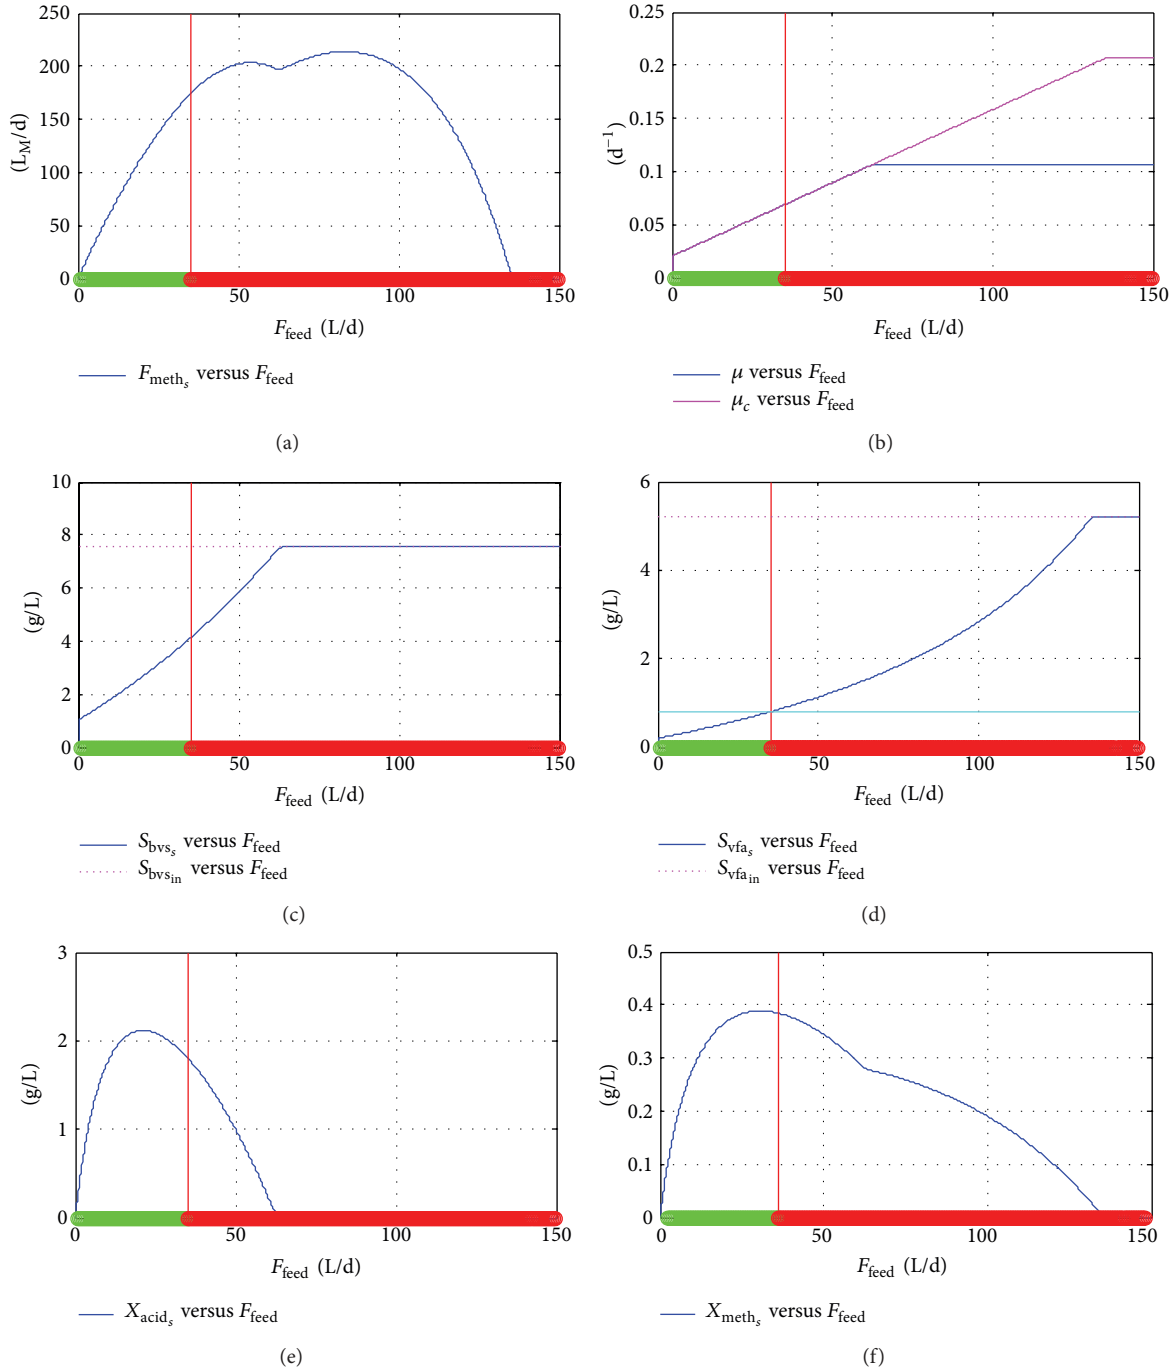 250
200
150
100
50
0
(L_M/d)
0 50 100 150
F_feed (L/d)
F_meth_s versus F_feed
(a)
0.25
0.2
0.15
0.1
0.05
0
(d⁻¹)
0 50 100 150
F_feed (L/d)
μ versus F_feed
μ_c versus F_feed
(b)
10
8
6
4
2
0
(g/L)
0 50 100 150
F_feed (L/d)
S_bvs_s versus F_feed
S_bvs_in versus F_feed
(c)
6
4
2
0
(g/L)
0 50 100 150
F_feed (L/d)
S_vfa_s versus F_feed
S_vfa_in versus F_feed
(d)
3
2
1
0
(g/L)
0 50 100 150
F_feed (L/d)
X_acid_s versus F_feed
(e)
0.5
0.4
0.3
0.2
0.1
0
(g/L)
0 50 100 150
F_feed (L/d)
X_meth_s versus F_feed
(f)